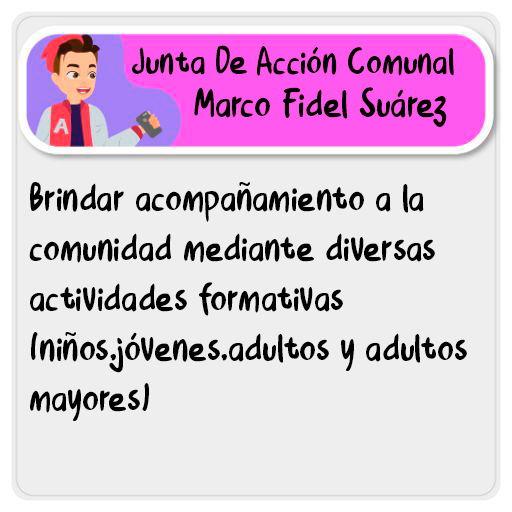 Junta De Acción Comunal
Marco Fidel Suárez
A
Brindar acompañamiento a la
comunidad mediante diversas
actividades formativas
(niños,jóvenes,adultos y adultos
mayores)